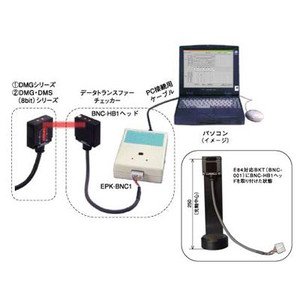 ①DMGシリーズ
②DMG・DMS
(8bit)シリーズ
データトランスファー
チェッカー
BNC-HB1ヘッド
PC接続用
ケーブル
EPK-BNC1
パソコン
(イメージ)
E84対応BKT(BNC-
001)にBNC-HB1ヘッ
ドを取り付けた状態
250